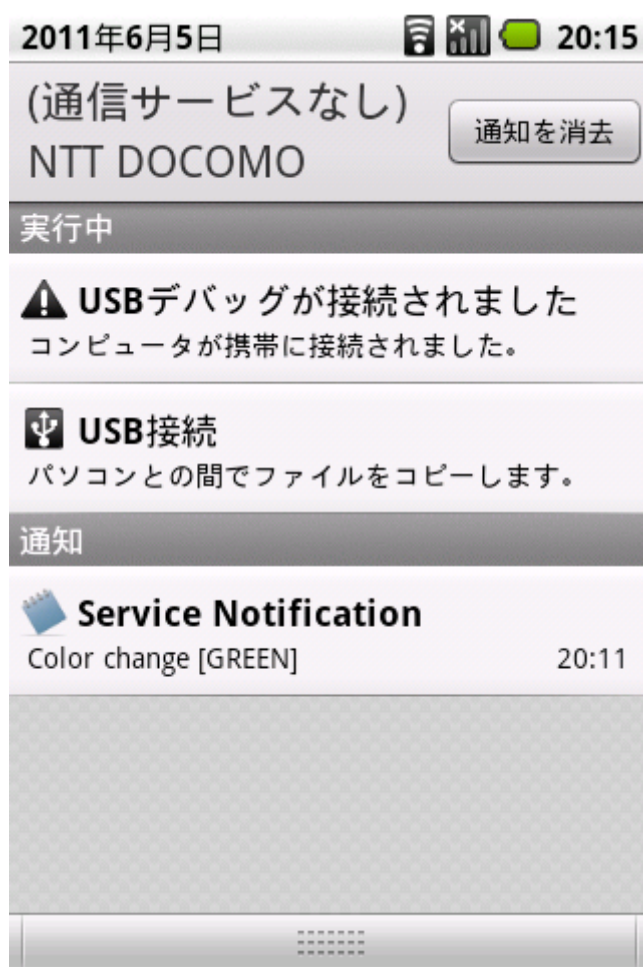 2011年6月5日 20:15
(通信サービスなし)
NTT DOCOMO
通知を消去
実行中
USBデバッグが接続されました
コンピュータが携帯に接続されました。
USB接続
パソコンとの間でファイルをコピーします。
通知
Service Notification
Color change [GREEN] 20:11